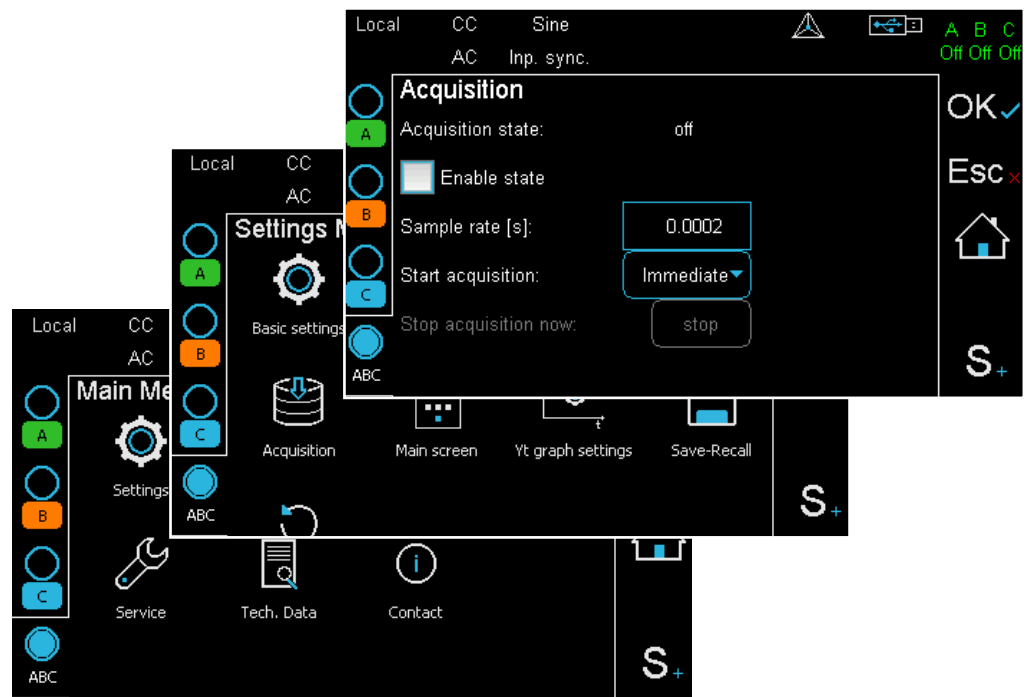 Local CC Sine
AC Inp. sync.
A B C
Off Off Off
Acquisition
Acquisition state: off
Enable state
Sample rate [s]: 0.0002
Start acquisition: Immediate
Stop acquisition now: stop
A
B
C
ABC
OK
Esc
S+
Local CC
AC
Settings M
Basic settings
Acquisition
Main screen
Yt graph settings
Save-Recall
t
A
B
C
ABC
S+
Local CC
AC
Main Me
Settings
Service
Tech. Data
i
Contact
A
B
C
ABC
S+